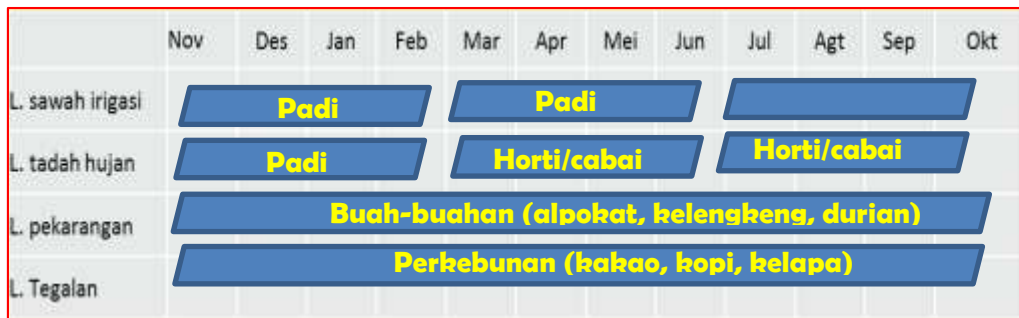 Nov Des Jan Feb Mar Apr Mei Jun Jul Agt Sep Okt
L. sawah irigasi Padi Padi
L. tadah hujan Padi Horti/cabai Horti/cabai
L. pekarangan Buah-buahan (alpokat, kelengkeng, durian)
L. Tegalan Perkebunan (kakao, kopi, kelapa)